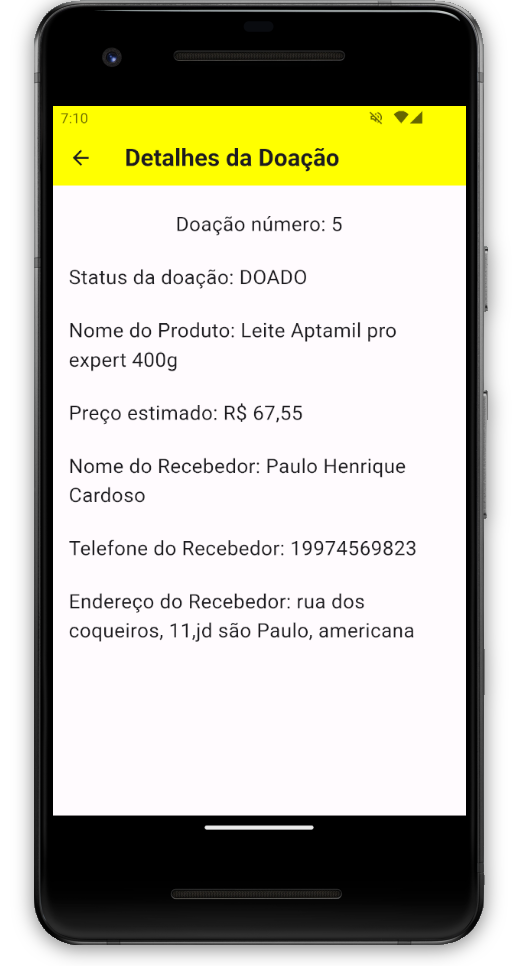 7:10
Detalhes da Doação
Doação número: 5
Status da doação: DOADO
Nome do Produto: Leite Aptamil pro
expert 400g
Preço estimado: R$ 67,55
Nome do Recebedor: Paulo Henrique
Cardoso
Telefone do Recebedor: 19974569823
Endereço do Recebedor: rua dos
coqueiros, 11,jd são Paulo, americana